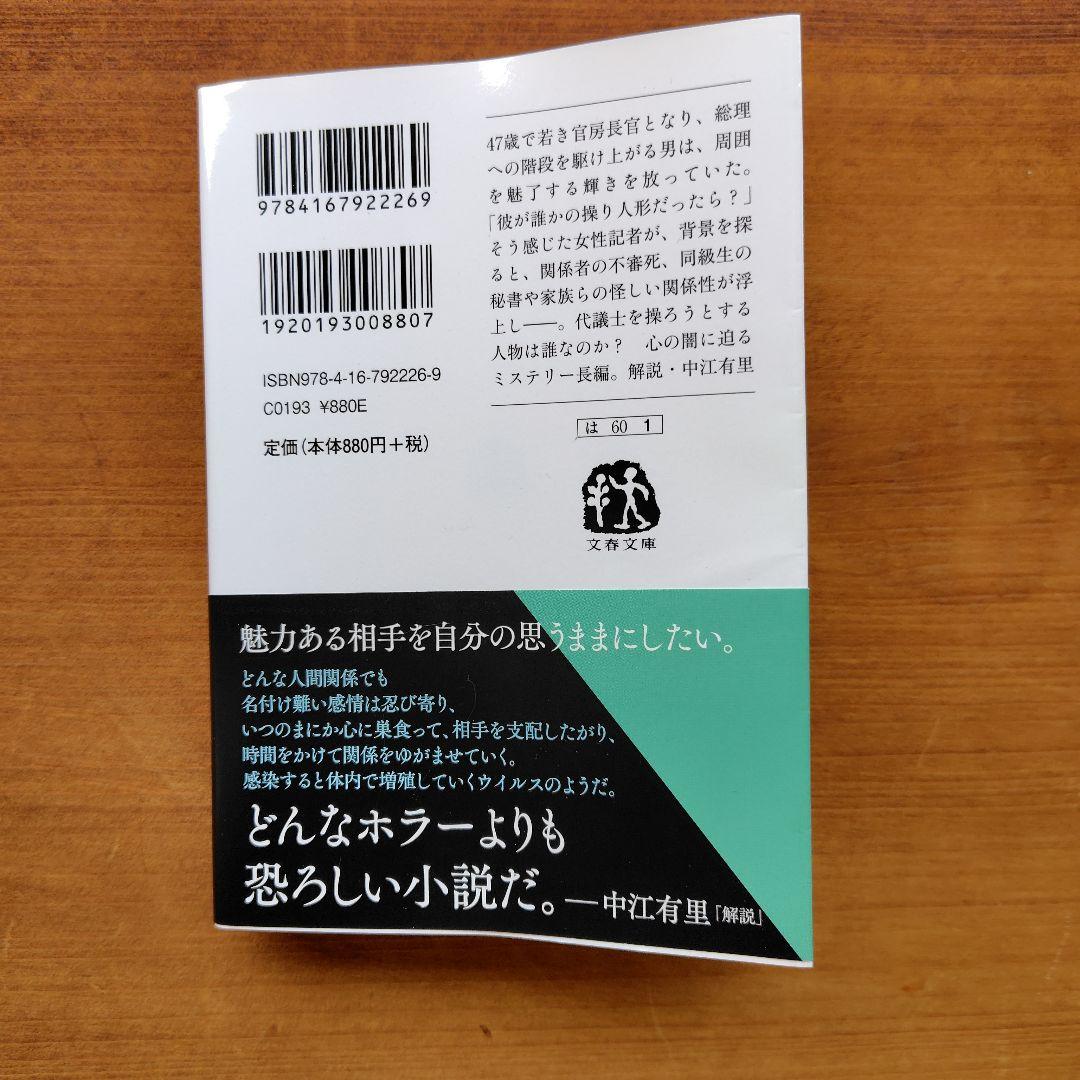 9784167922269
1920193008807
ISBN978-4-16-792226-9
C0193 ¥880E
定価(本体880円+税)
47歳で若き官房長官となり、総理
への階段を駆け上がる男は、周囲
を魅了する輝きを放っていた。
「彼が誰かの操り人形だったら?」
そう感じた女性記者が、背景を探
ると、関係者の不審死、同級生の
秘書や家族らの怪しい関係性が浮
上し――。代議士を操ろうとする
人物は誰なのか? 心の闇に迫る
ミステリー長編。解説・中江有里
は 60 1
文春文庫
魅力ある相手を自分の思うままにしたい。
どんな人間関係でも
名付け難い感情は忍び寄り、
いつのまにか心に巣食って、相手を支配したがり、
時間をかけて関係をゆがませていく。
感染すると体内で増殖していくウイルスのようだ。
どんなホラーよりも
恐ろしい小説だ。―中江有里「解説」